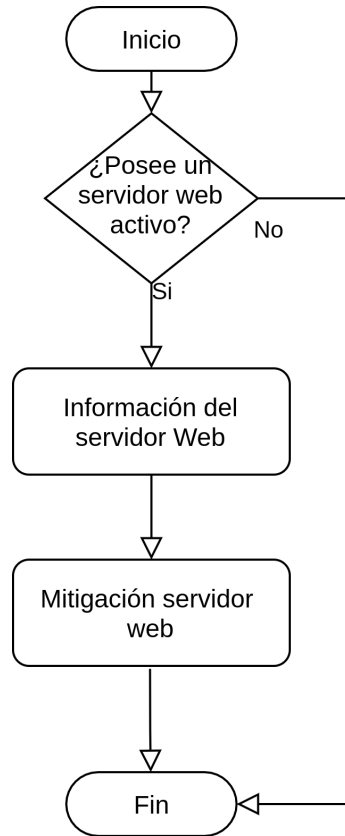 Inicio
¿Posee un
servidor web
activo?
No
Si
Información del
servidor Web
Mitigación servidor
web
Fin